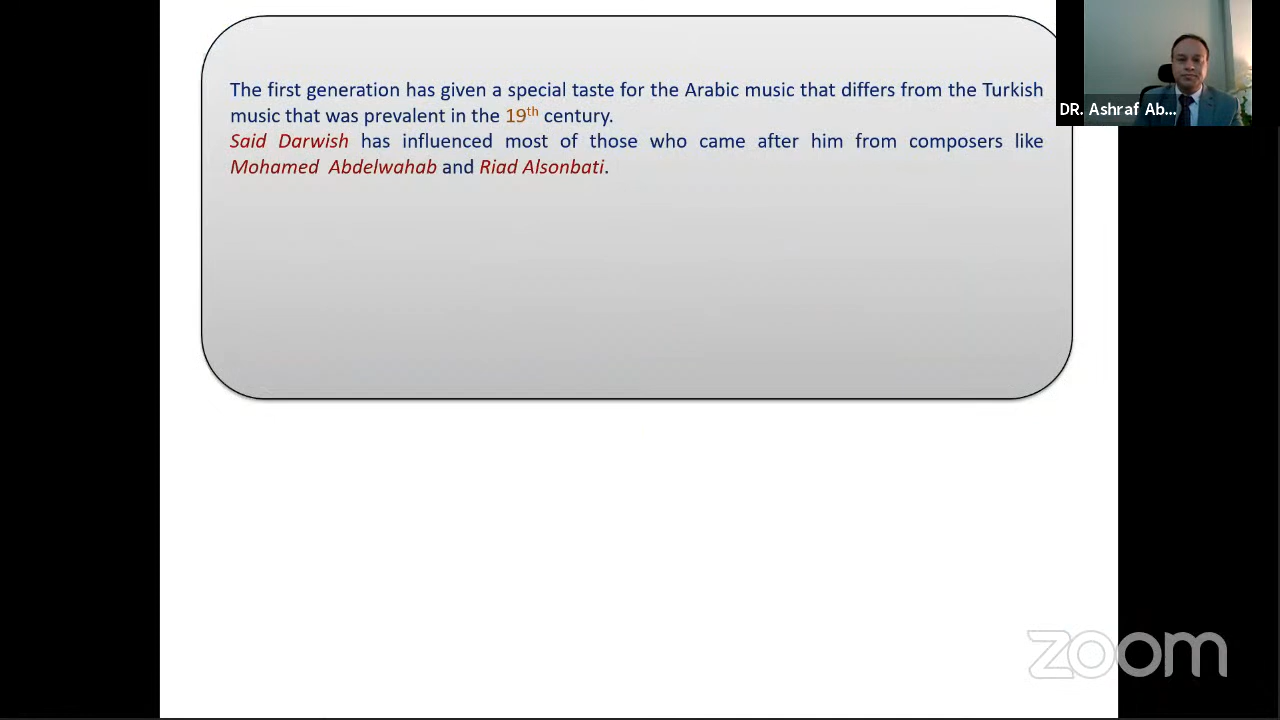 The first generation has given a special taste for the Arabic music that differs from the Turkish
music that was prevalent in the 19th century.
Said Darwish has influenced most of those who came after him from composers like
Mohamed Abdelwahab and Riad Alsonbati.
DR. Ashraf Ab...
zoom